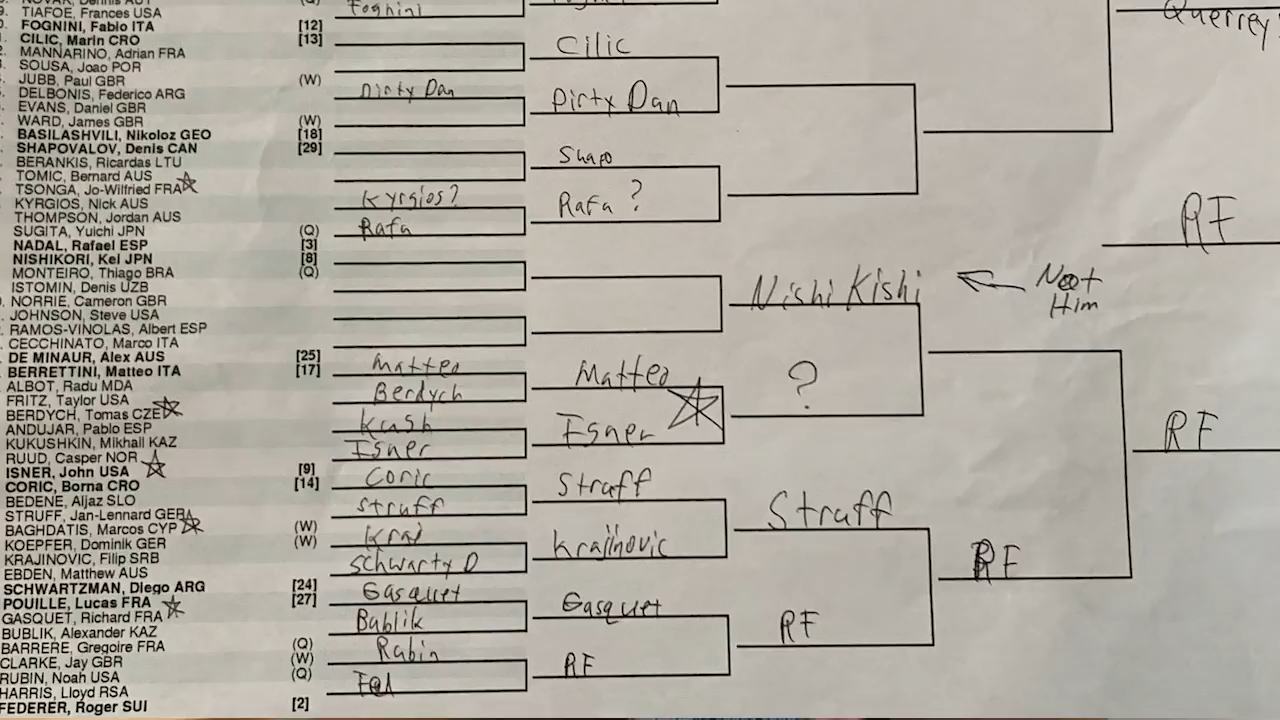 TIAFOE, Frances USA
FOGNINI, Fabio ITA [12]
CILIC, Marin CRO [13]
MANNARINO, Adrian FRA
SOUSA, Joao POR
JUBB, Paul GBR (W)
DELBONIS, Federico ARG
EVANS, Daniel GBR
WARD, James GBR (W)
BASILASHVILI, Nikoloz GEO [18]
SHAPOVALOV, Denis CAN [29]
BERANKIS, Ricardas LTU
TOMIC, Bernard AUS
TSONGA, Jo-Wilfried FRA
KYRGIOS, Nick AUS
THOMPSON, Jordan AUS
SUGITA, Yuichi JPN (Q)
NADAL, Rafael ESP [3]
NISHIKORI, Kei JPN [8]
MONTEIRO, Thiago BRA (Q)
ISTOMIN, Denis UZB
NORRIE, Cameron GBR
JOHNSON, Steve USA
RAMOS-VINOLAS, Albert ESP
CECCHINATO, Marco ITA
DE MINAUR, Alex AUS [25]
BERRETTINI, Matteo ITA [17]
ALBOT, Radu MDA
FRITZ, Taylor USA
BERDYCH, Tomas CZE
ANDUJAR, Pablo ESP
KUKUSHKIN, Mikhail KAZ
RUUD, Casper NOR
ISNER, John USA [9]
CORIC, Borna CRO [14]
BEDENE, Aljaz SLO
STRUFF, Jan-Lennard GER
BAGHDATIS, Marcos CYP (W)
KOEPFER, Dominik GER (W)
KRAJINOVIC, Filip SRB
EBDEN, Matthew AUS
SCHWARTZMAN, Diego ARG [24]
POUILLE, Lucas FRA [27]
GASQUET, Richard FRA
BUBLIK, Alexander KAZ
BARRERE, Gregoire FRA (Q)
CLARKE, Jay GBR (W)
RUBIN, Noah USA (Q)
HARRIS, Lloyd RSA
FEDERER, Roger SUI [2]
Fognini
Dirty Dan
Kyrgios?
Rafa
Matteo
Berdych
Kush
Isner
Coric
Struff
Kraj
Schwarty D
Gasquet
Bublik
Rubin
Fed
Cilic
Dirty Dan
Shapo
Rafa ?
Matteo
Isner
Struff
Krajinovic
Gasquet
RF
Nishi Kishi
?
Struff
RF
Not
Him
RF
Querrey
RF
RF